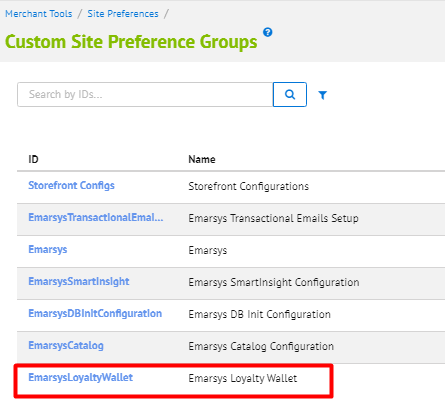 Merchant Tools / Site Preferences /
Custom Site Preference Groups ?
Search by IDs...
ID Name
Storefront Configs Storefront Configurations
EmarsysTransactionalEmai... Emarsys Transactional Emails Setup
Emarsys Emarsys
EmarsysSmartInsight Emarsys SmartInsight Configuration
EmarsysDBInitConfiguration Emarsys DB Init Configuration
EmarsysCatalog Emarsys Catalog Configuration
EmarsysLoyaltyWallet Emarsys Loyalty Wallet